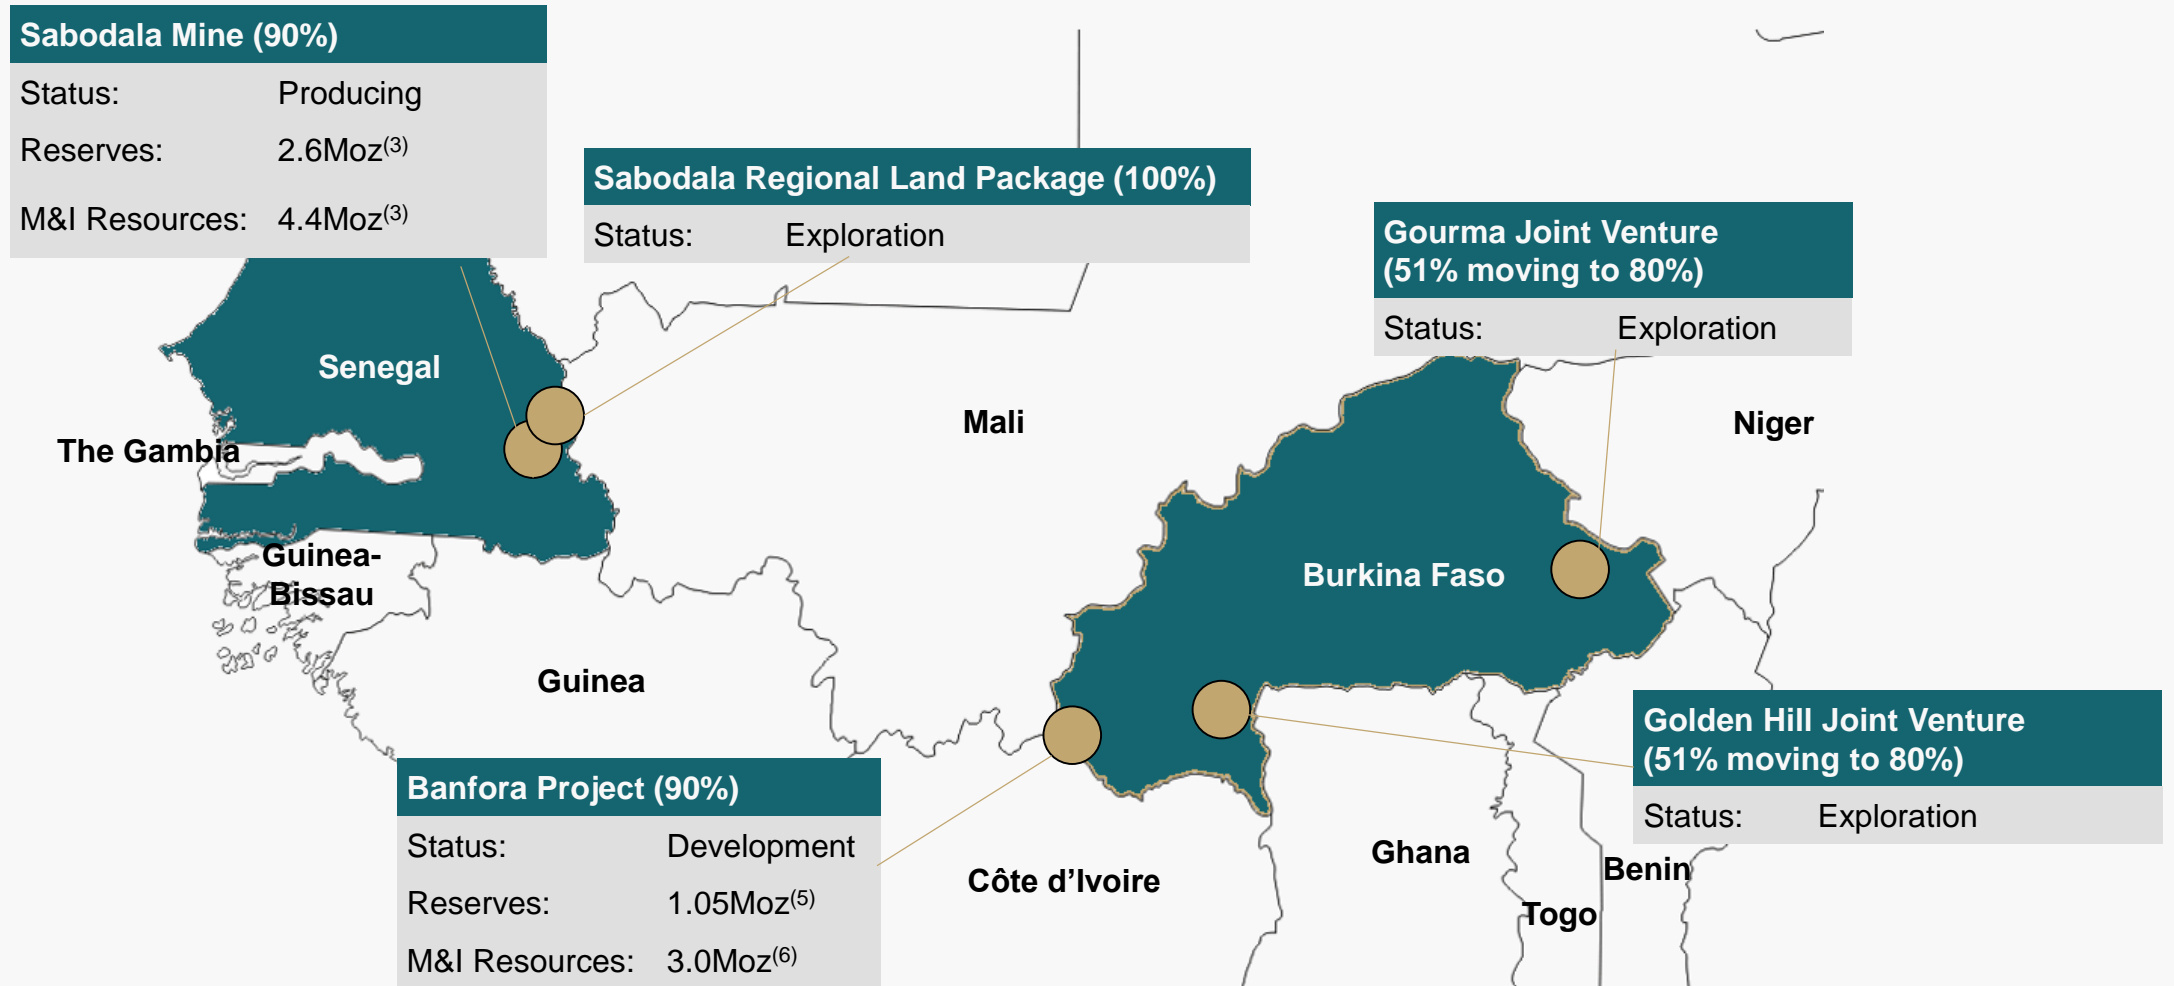 Sabodala Mine (90%)
Status: Producing
Reserves: 2.6Moz(3)
M&I Resources: 4.4Moz(3)
Sabodala Regional Land Package (100%)
Status: Exploration
Gourma Joint Venture
(51% moving to 80%)
Status: Exploration
Senegal
The Gambia
Mali
Niger
Guinea-
Bissau
Burkina Faso
Guinea
Golden Hill Joint Venture
(51% moving to 80%)
Status: Exploration
Banfora Project (90%)
Status: Development
Reserves: 1.05Moz(5)
M&I Resources: 3.0Moz(6)
Côte d’Ivoire
Ghana
Benin
Togo